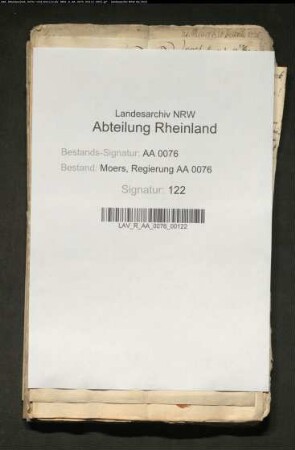 Landesarchiv NRW
Abteilung Rheinland
Bestands-Signatur: AA 0076
Bestand: Moers, Regierung AA 0076
Signatur: 122
LAV_R_AA_0076_00122